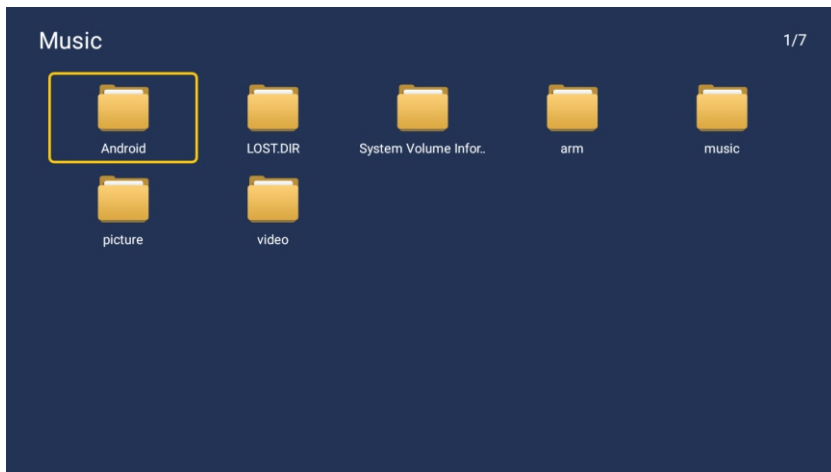 Music 1/7
Android LOST.DIR System Volume Infor.. arm music
picture video